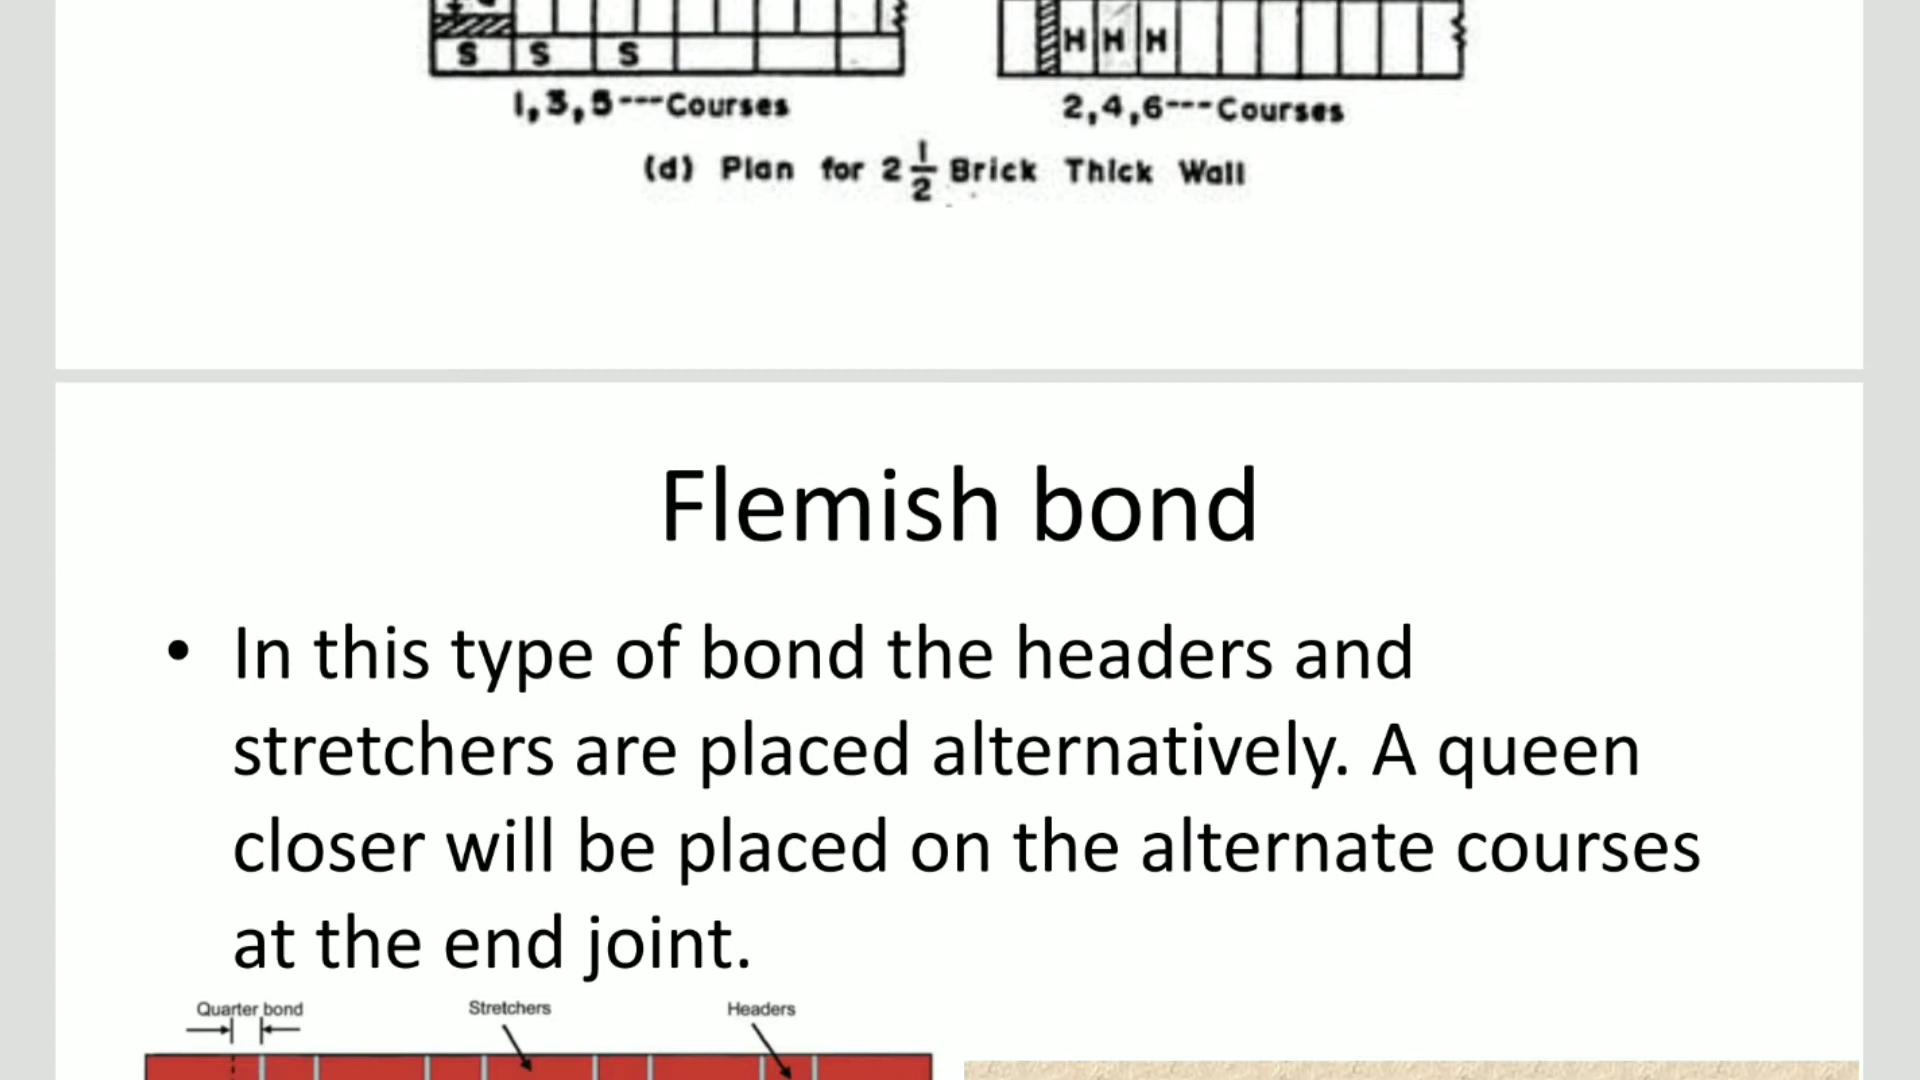 S S S
H H H
1,3,5---Courses
2,4,6---Courses
(d) Plan for 2 1/2 Brick Thick Wall
Flemish bond
• In this type of bond the headers and
stretchers are placed alternatively. A queen
closer will be placed on the alternate courses
at the end joint.
Quarter bond
Stretchers
Headers